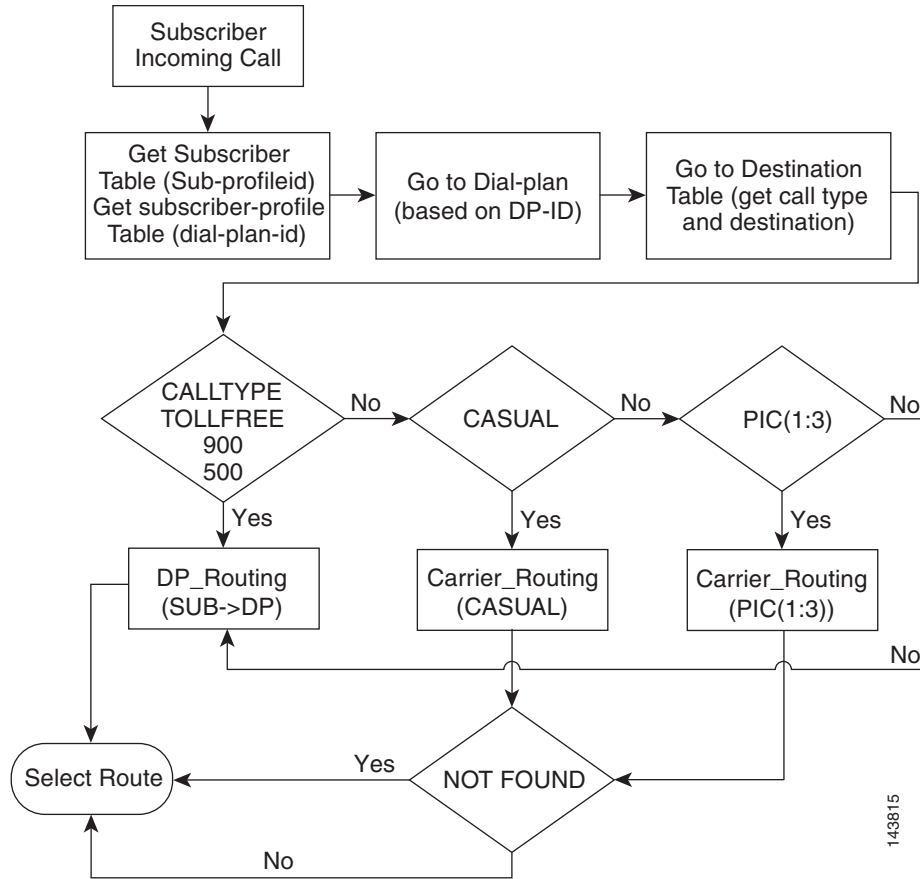 Subscriber
Incoming Call
Get Subscriber
Table (Sub-profileid)
Get subscriber-profile
Table (dial-plan-id)
Go to Dial-plan
(based on DP-ID)
Go to Destination
Table (get call type
and destination)
CALLTYPE
TOLLFREE
900
500
No
CASUAL
No
PIC(1:3)
No
Yes
Yes
Yes
DP_Routing
(SUB->DP)
Carrier_Routing
(CASUAL)
Carrier_Routing
(PIC(1:3))
No
Select Route
Yes
NOT FOUND
No
143815